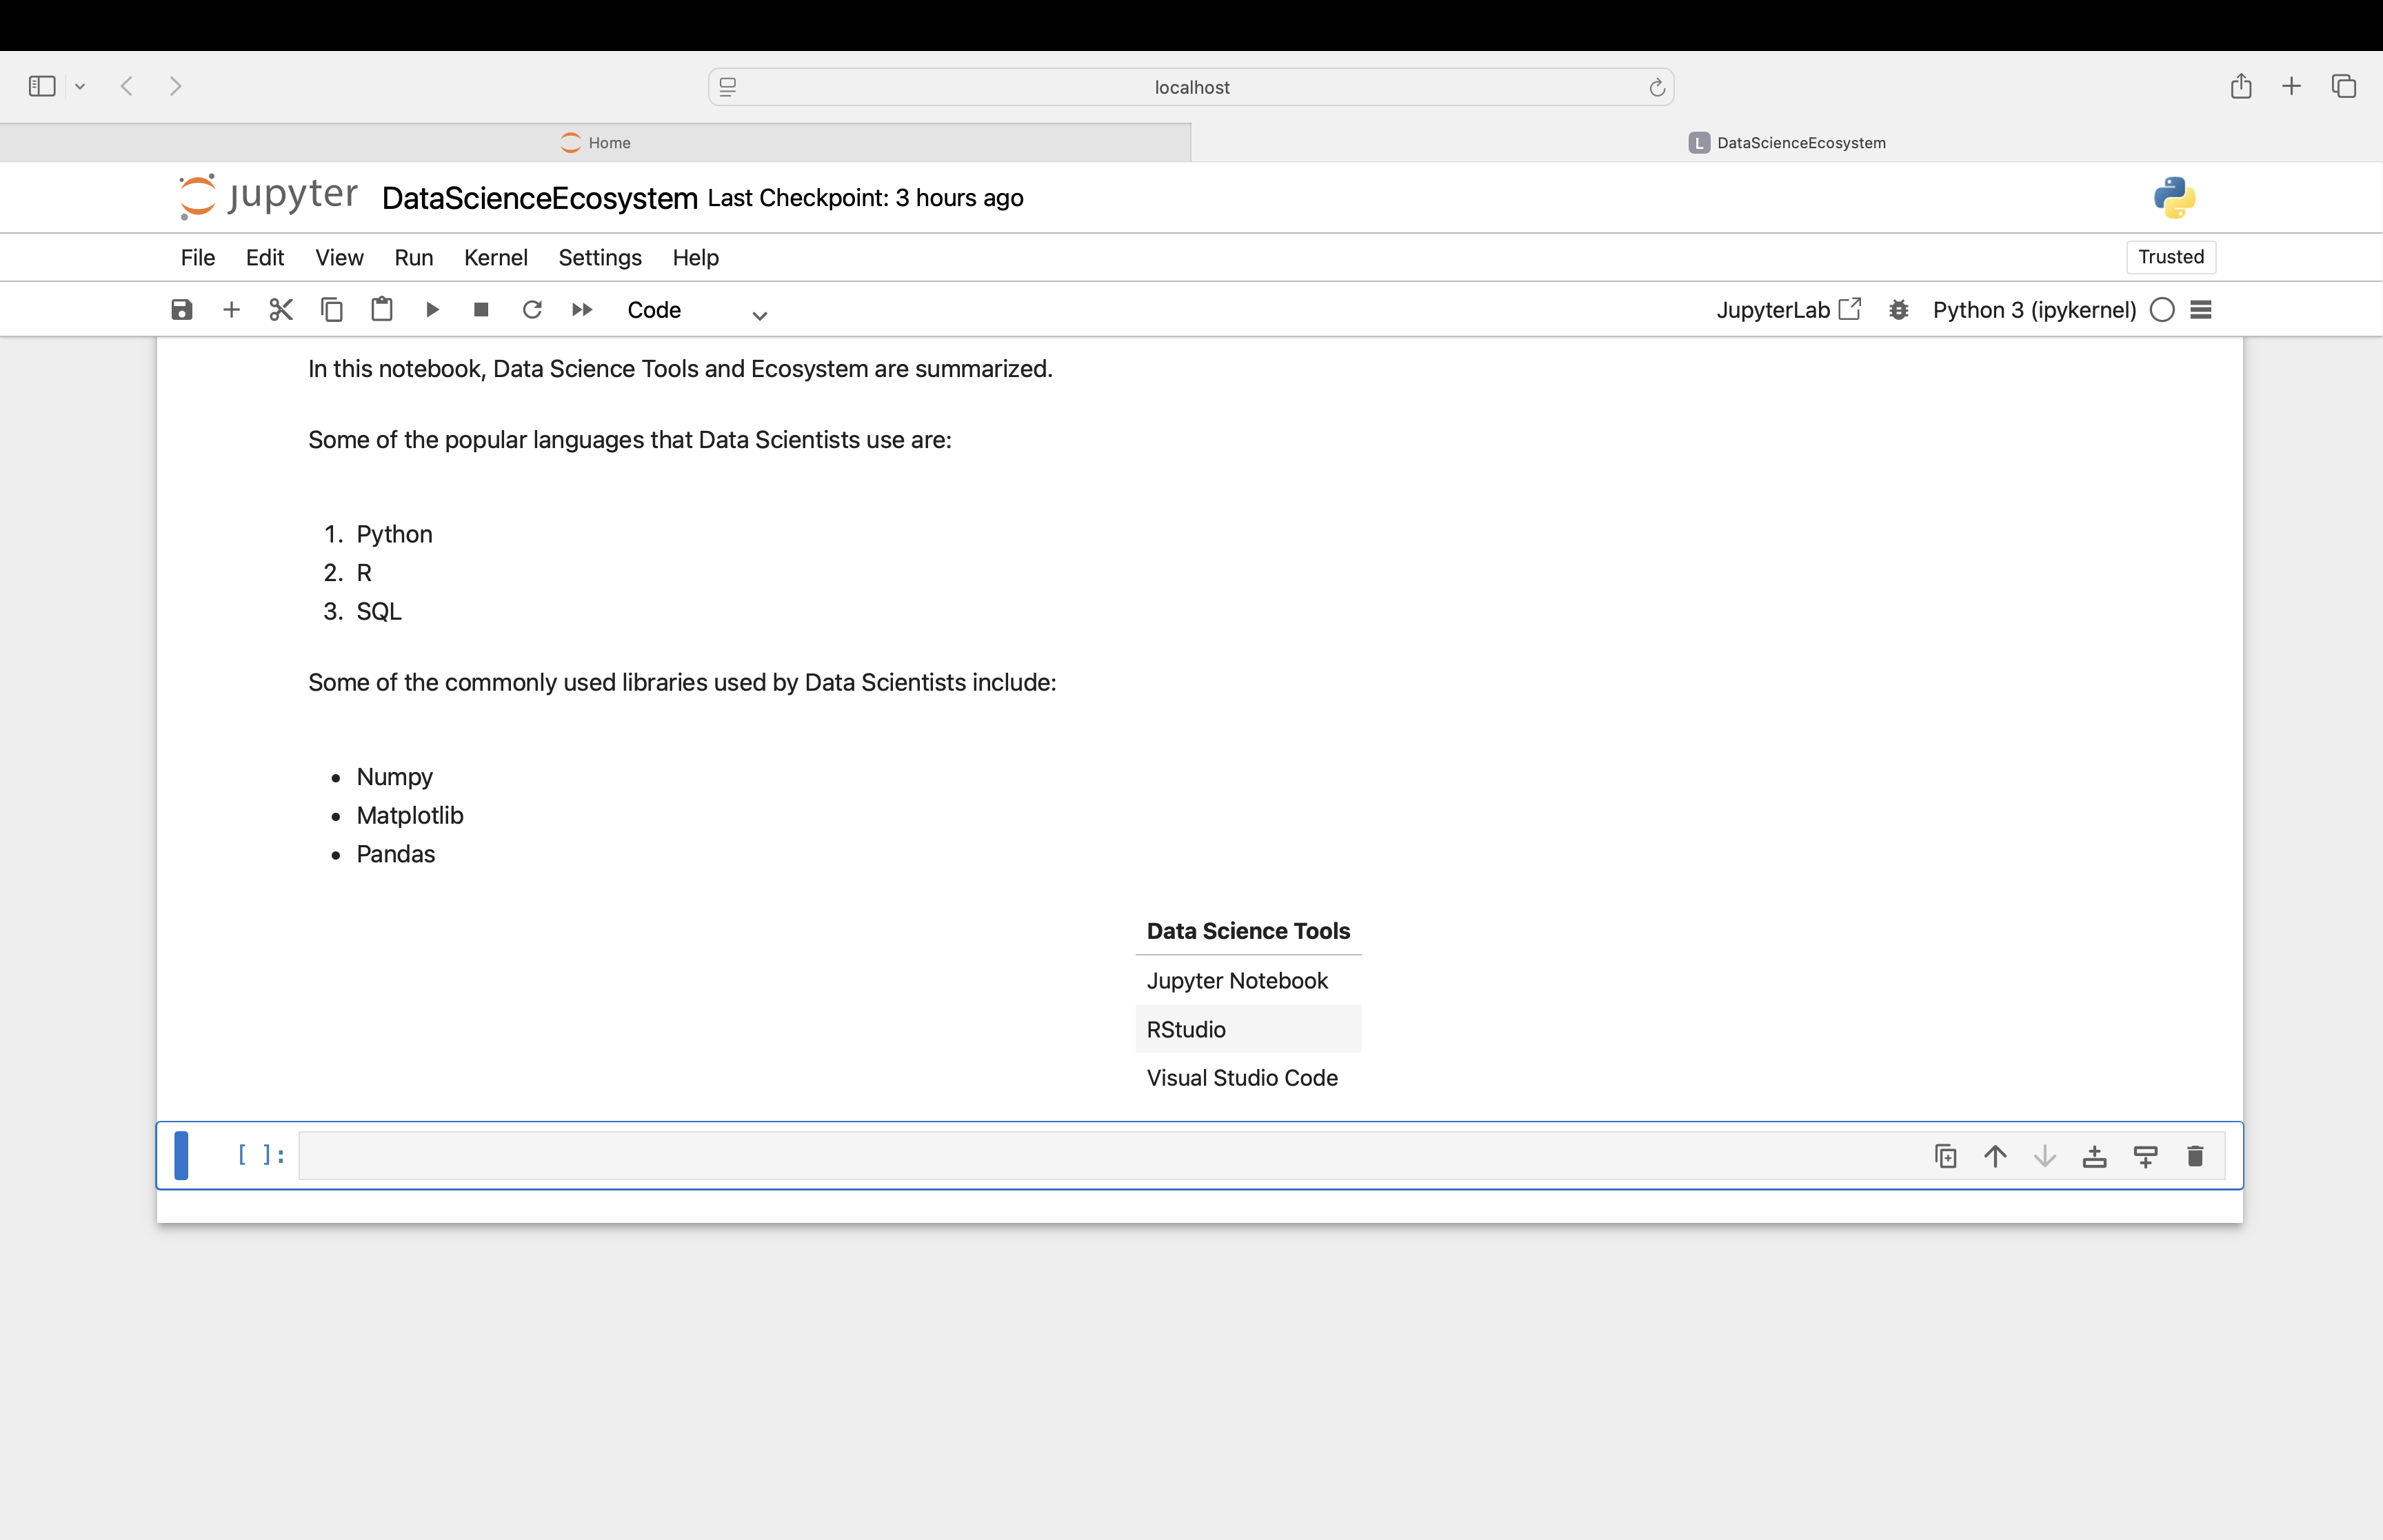 localhost
Home
L DataScienceEcosystem
jupyter DataScienceEcosystem Last Checkpoint: 3 hours ago
File Edit View Run Kernel Settings Help Trusted
Code JupyterLab Python 3 (ipykernel)
In this notebook, Data Science Tools and Ecosystem are summarized.
Some of the popular languages that Data Scientists use are:
1. Python
2. R
3. SQL
Some of the commonly used libraries used by Data Scientists include:
• Numpy
• Matplotlib
• Pandas
Data Science Tools
Jupyter Notebook
RStudio
Visual Studio Code
[ ]: